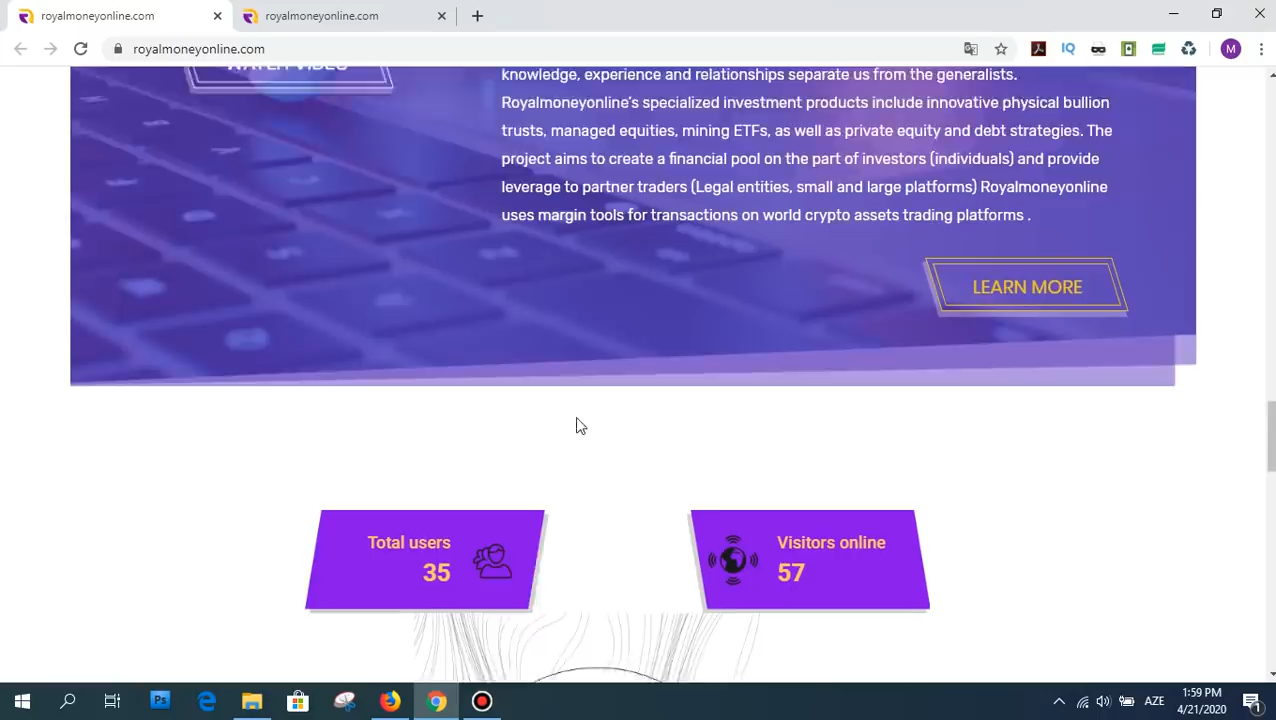 royalmoneyonline.com
royalmoneyonline.com
royalmoneyonline.com
M
WATCH VIDEO
knowledge, experience and relationships separate us from the generalists.
Royalmoneyonline's specialized investment products include innovative physical bullion
trusts, managed equities, mining ETFs, as well as private equity and debt strategies. The
project aims to create a financial pool on the part of investors (individuals) and provide
leverage to partner traders (Legal entities, small and large platforms) Royalmoneyonline
uses margin tools for transactions on world crypto assets trading platforms .
LEARN MORE
Total users
35
Visitors online
57
Ps
AZE
1:59 PM
4/21/2020
1